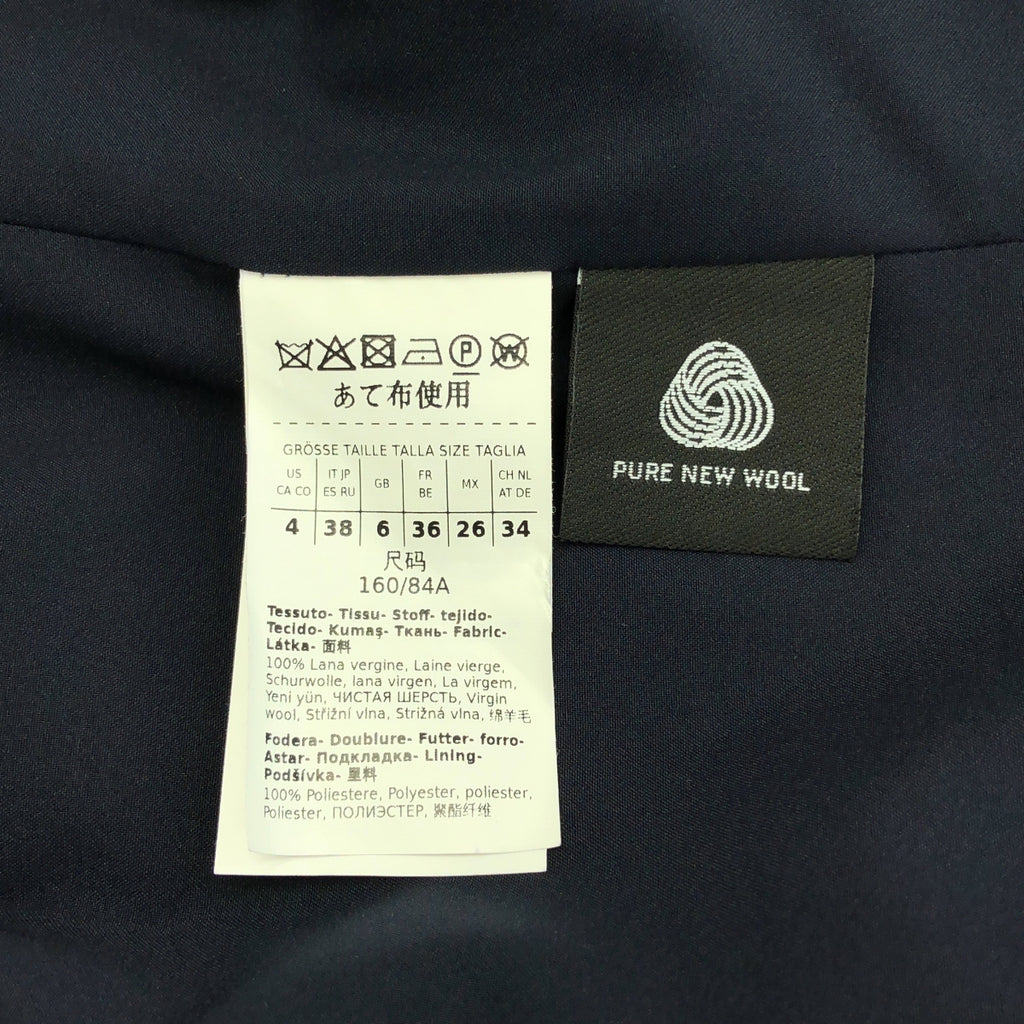 P W
あて布使用
GRÖSSE TAILLE TALLA SIZE TAGLIA
US CA CO IT JP ES RU GB FR BE MX CH NL AT DE
4 38 6 36 26 34
尺码
160/84A
Tessuto- Tissu- Stoff- tejido-
Tecido- Kumaş- Ткань- Fabric-
Látka- 面料
100% Lana vergine, Laine vierge,
Schurwolle, lana virgen, La virgem,
Yeni yün, ЧИСТАЯ ШЕРСТЬ, Virgin
wool, Střižní vlna, Strižná vlna, 绵羊毛
Fodera- Doublure- Futter- forro-
Astar- Подкладка- Lining-
Podšívka- 里料
100% Poliestere, Polyester, poliester,
Poliester, ПОЛИЭСТЕР, 聚酯纤维
PURE NEW WOOL